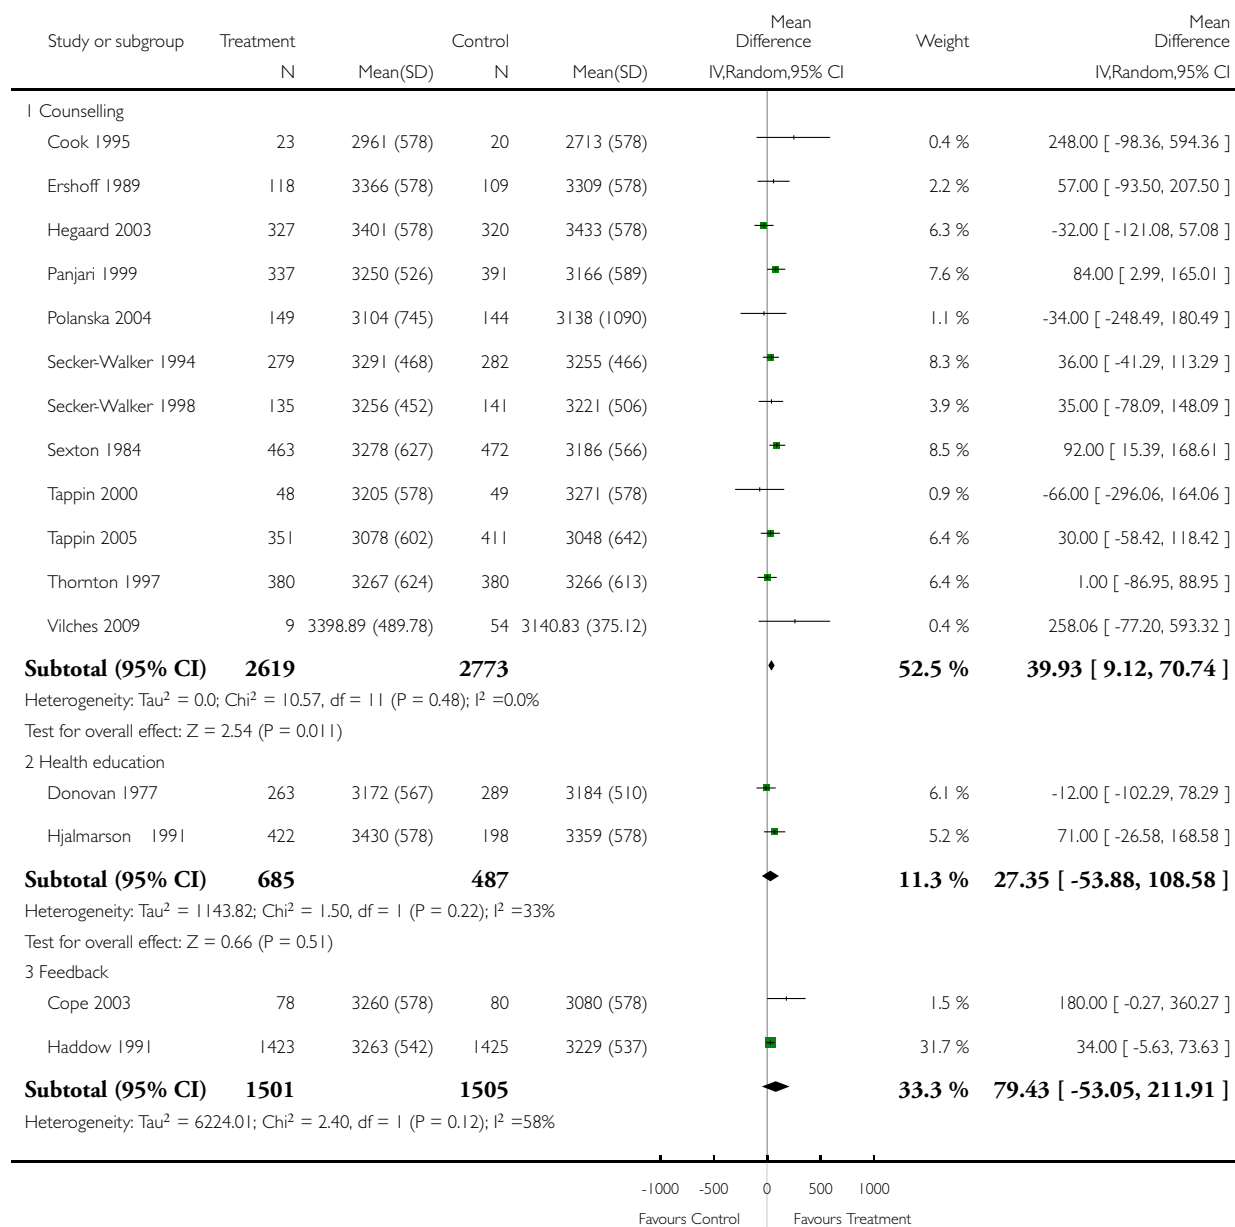 Study or subgroup Treatment Control Mean Difference Weight Mean Difference
N Mean(SD) N Mean(SD) IV,Random,95% CI IV,Random,95% CI
1 Counselling
Cook 1995 23 2961 (578) 20 2713 (578) 0.4 % 248.00 [ -98.36, 594.36 ]
Ershoff 1989 118 3366 (578) 109 3309 (578) 2.2 % 57.00 [ -93.50, 207.50 ]
Hegaard 2003 327 3401 (578) 320 3433 (578) 6.3 % -32.00 [ -121.08, 57.08 ]
Panjari 1999 337 3250 (526) 391 3166 (589) 7.6 % 84.00 [ 2.99, 165.01 ]
Polanska 2004 149 3104 (745) 144 3138 (1090) 1.1 % -34.00 [ -248.49, 180.49 ]
Secker-Walker 1994 279 3291 (468) 282 3255 (466) 8.3 % 36.00 [ -41.29, 113.29 ]
Secker-Walker 1998 135 3256 (452) 141 3221 (506) 3.9 % 35.00 [ -78.09, 148.09 ]
Sexton 1984 463 3278 (627) 472 3186 (566) 8.5 % 92.00 [ 15.39, 168.61 ]
Tappin 2000 48 3205 (578) 49 3271 (578) 0.9 % -66.00 [ -296.06, 164.06 ]
Tappin 2005 351 3078 (602) 411 3048 (642) 6.4 % 30.00 [ -58.42, 118.42 ]
Thornton 1997 380 3267 (624) 380 3266 (613) 6.4 % 1.00 [ -86.95, 88.95 ]
Vilches 2009 9 3398.89 (489.78) 54 3140.83 (375.12) 0.4 % 258.06 [ -77.20, 593.32 ]
Subtotal (95% CI) 2619 2773 52.5 % 39.93 [ 9.12, 70.74 ]
Heterogeneity: Tau² = 0.0; Chi² = 10.57, df = 11 (P = 0.48); I² =0.0%
Test for overall effect: Z = 2.54 (P = 0.011)
2 Health education
Donovan 1977 263 3172 (567) 289 3184 (510) 6.1 % -12.00 [ -102.29, 78.29 ]
Hjalmarson 1991 422 3430 (578) 198 3359 (578) 5.2 % 71.00 [ -26.58, 168.58 ]
Subtotal (95% CI) 685 487 11.3 % 27.35 [ -53.88, 108.58 ]
Heterogeneity: Tau² = 1143.82; Chi² = 1.50, df = 1 (P = 0.22); I² =33%
Test for overall effect: Z = 0.66 (P = 0.51)
3 Feedback
Cope 2003 78 3260 (578) 80 3080 (578) 1.5 % 180.00 [ -0.27, 360.27 ]
Haddow 1991 1423 3263 (542) 1425 3229 (537) 31.7 % 34.00 [ -5.63, 73.63 ]
Subtotal (95% CI) 1501 1505 33.3 % 79.43 [ -53.05, 211.91 ]
Heterogeneity: Tau² = 6224.01; Chi² = 2.40, df = 1 (P = 0.12); I² =58%
-1000 -500 0 500 1000
Favours Control Favours Treatment